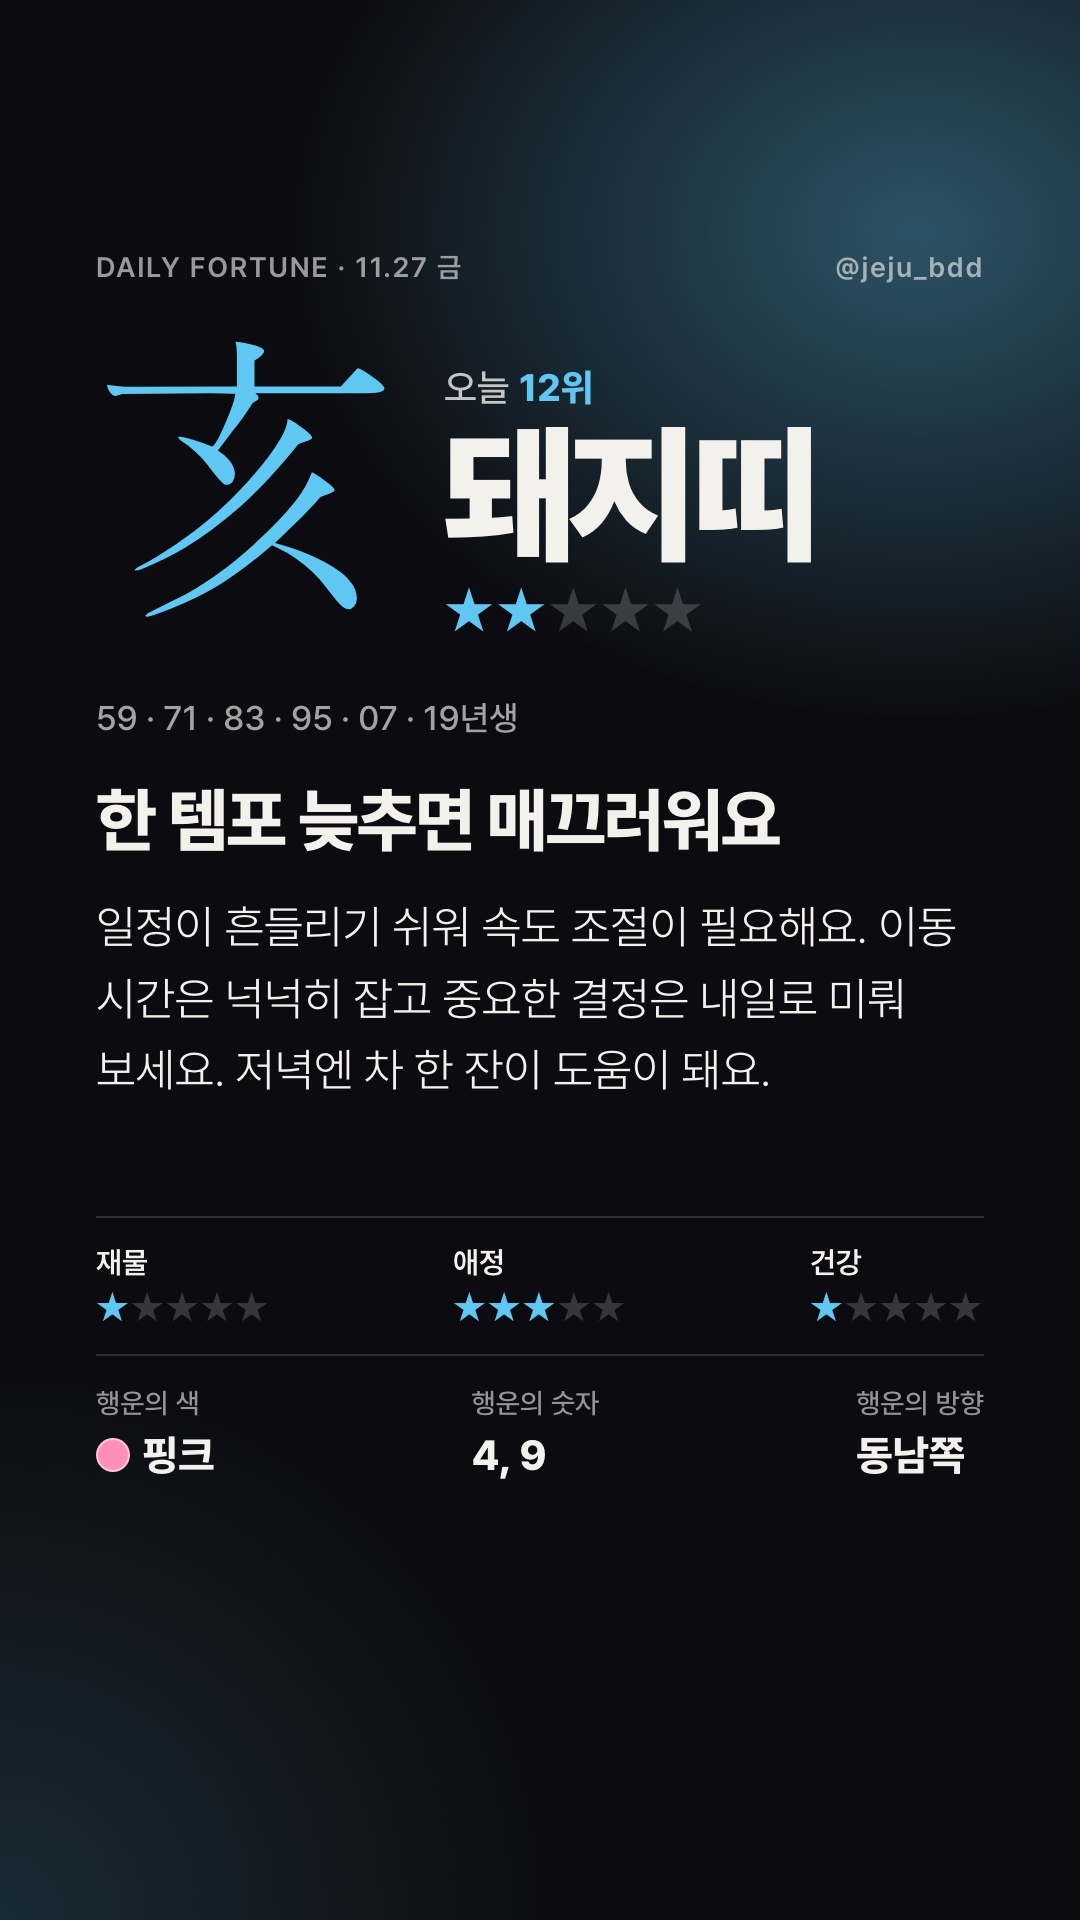 DAILY FORTUNE · 11.27 금
@jeju_bdd
亥
오늘 12위
돼지띠
★★★★★
59 · 71 · 83 · 95 · 07 · 19년생
한 템포 늦추면 매끄러워요
일정이 흔들리기 쉬워 속도 조절이 필요해요. 이동
시간은 넉넉히 잡고 중요한 결정은 내일로 미뤄
보세요. 저녁엔 차 한 잔이 도움이 돼요.
재물 애정 건강
★★★★★ ★★★★★ ★★★★★
행운의 색 행운의 숫자 행운의 방향
핑크 4, 9 동남쪽